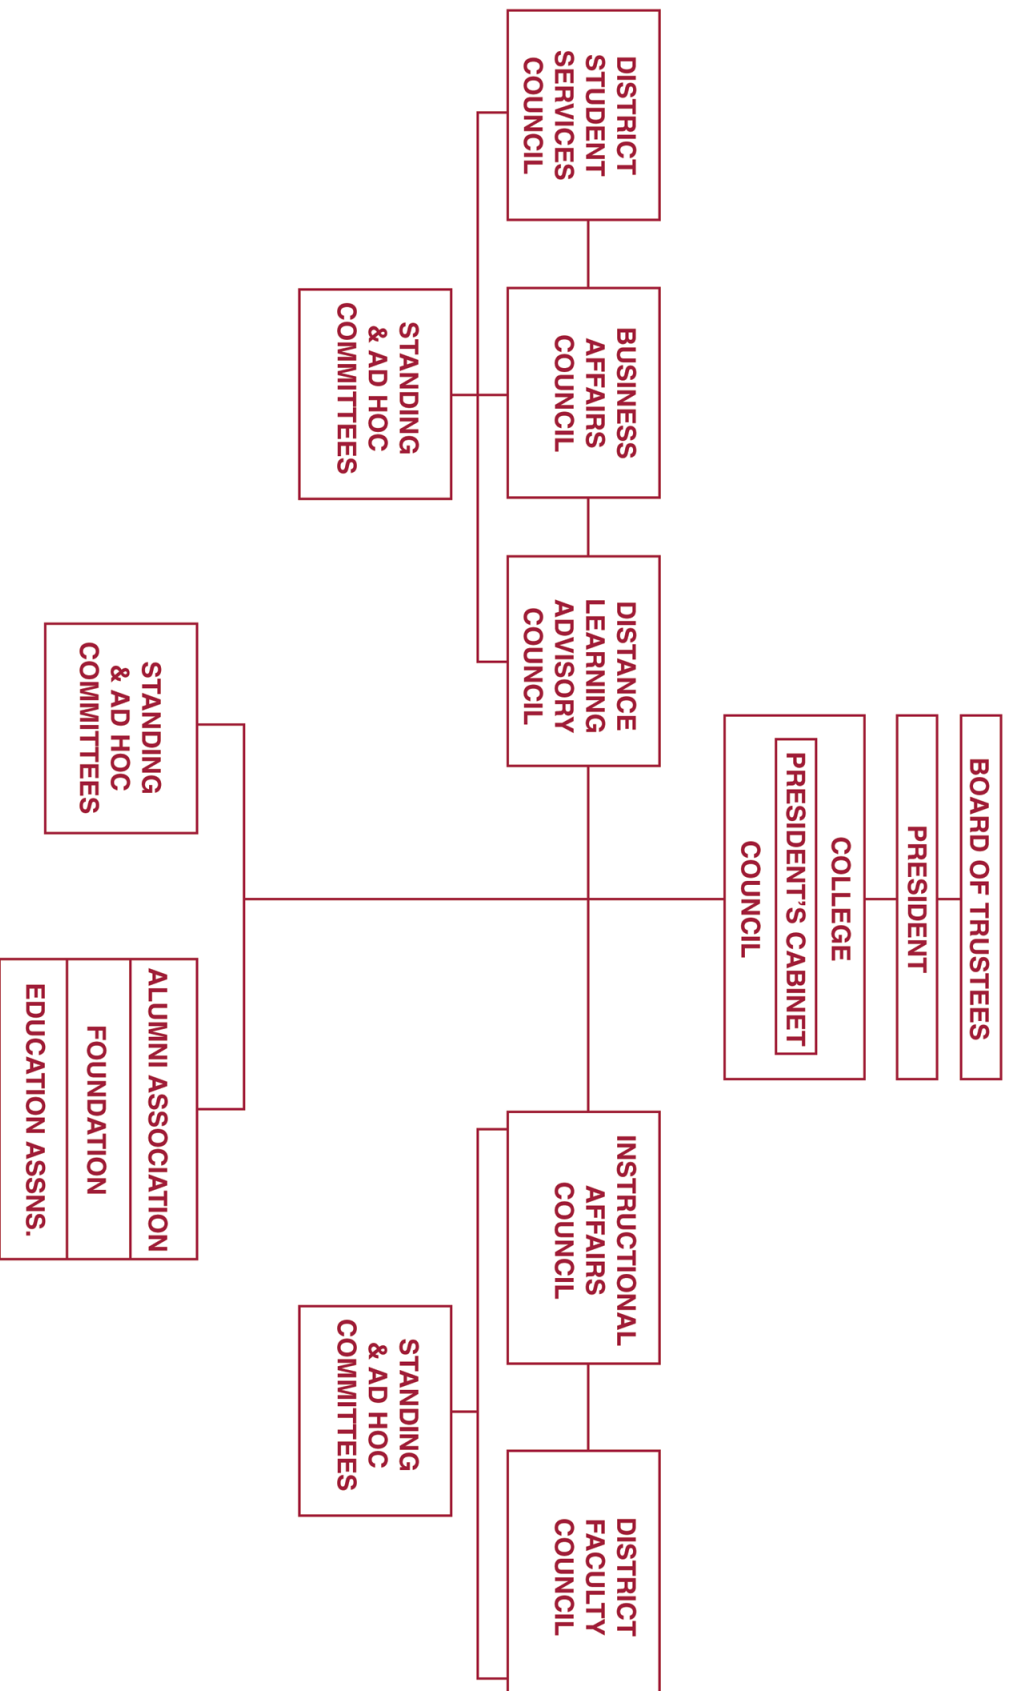 BOARD OF TRUSTEES
PRESIDENT
COLLEGE
PRESIDENT'S CABINET
COUNCIL
DISTRICT
STUDENT
SERVICES
COUNCIL
BUSINESS
AFFAIRS
COUNCIL
DISTANCE
LEARNING
ADVISORY
COUNCIL
INSTRUCTIONAL
AFFAIRS
COUNCIL
DISTRICT
FACULTY
COUNCIL
STANDING
& AD HOC
COMMITTEES
STANDING
& AD HOC
COMMITTEES
STANDING
& AD HOC
COMMITTEES
ALUMNI ASSOCIATION
FOUNDATION
EDUCATION ASSNS.